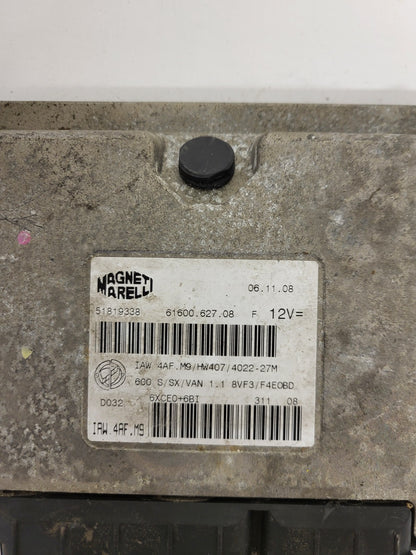 MAGNETI MARELLI
06.11.08
51819338 61600.627.08 F 12V=
IAW 4AF.M9/HW407/4022-27M
600 S/SX/VAN 1.1 8VF3/F4EOBD
D032 6XCE0+6BI 311 08
IAW 4AF.M9